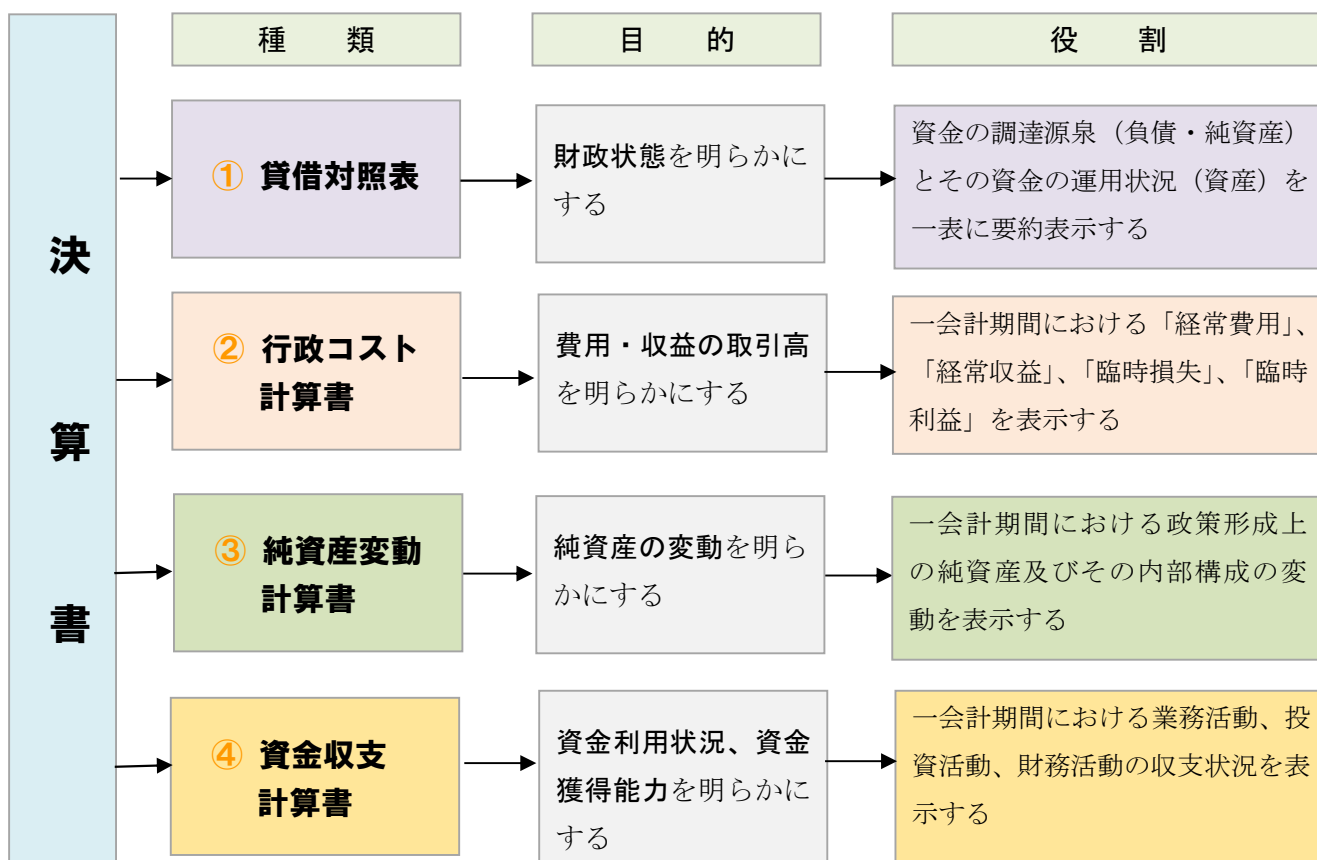 種　類
目　的
役　割
決
算
書
① 貸借対照表
財政状態を明らかに
する
資金の調達源泉（負債・純資産）
とその資金の運用状況（資産）を
一表に要約表示する
② 行政コスト
計算書
費用・収益の取引高
を明らかにする
一会計期間における「経常費用」、
「経常収益」、「臨時損失」、「臨時
利益」を表示する
③ 純資産変動
計算書
純資産の変動を明ら
かにする
一会計期間における政策形成上
の純資産及びその内部構成の変
動を表示する
④ 資金収支
計算書
資金利用状況、資金
獲得能力を明らかに
する
一会計期間における業務活動、投
資活動、財務活動の収支状況を表
示する